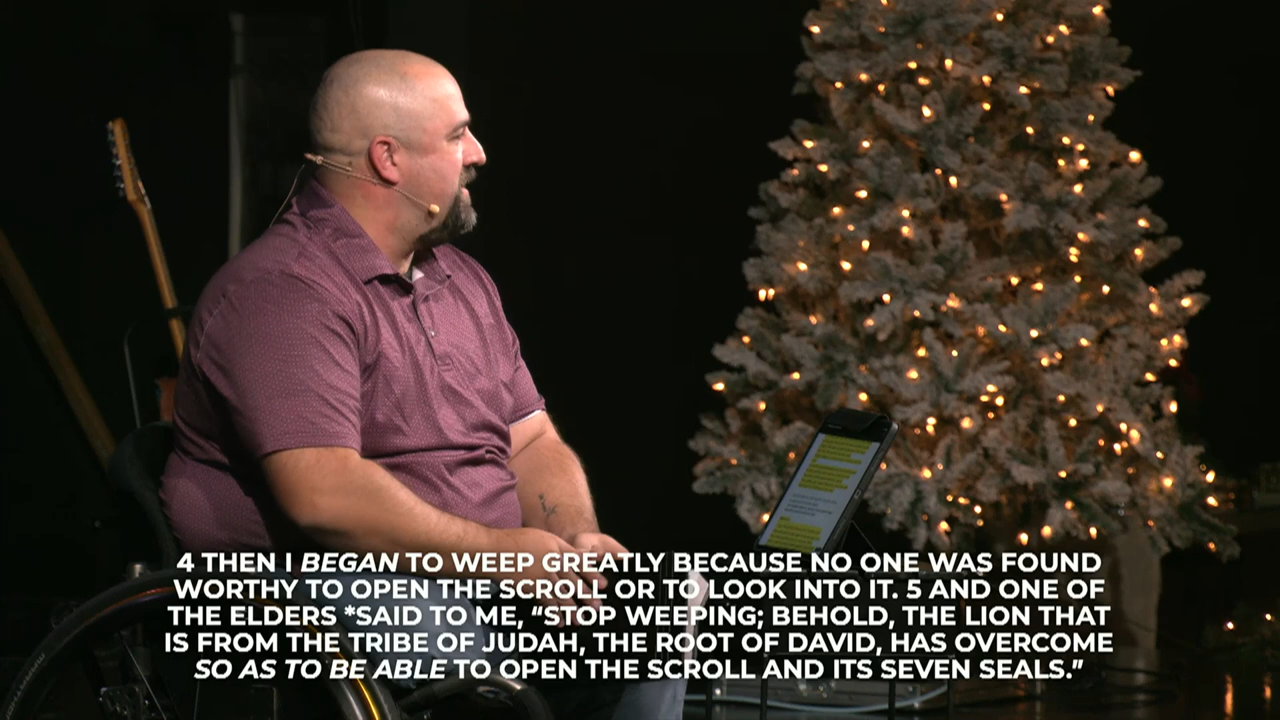 4 THEN I BEGAN TO WEEP GREATLY BECAUSE NO ONE WAS FOUND
WORTHY TO OPEN THE SCROLL OR TO LOOK INTO IT. 5 AND ONE OF
THE ELDERS *SAID TO ME, “STOP WEEPING; BEHOLD, THE LION THAT
IS FROM THE TRIBE OF JUDAH, THE ROOT OF DAVID, HAS OVERCOME
SO AS TO BE ABLE TO OPEN THE SCROLL AND ITS SEVEN SEALS.”